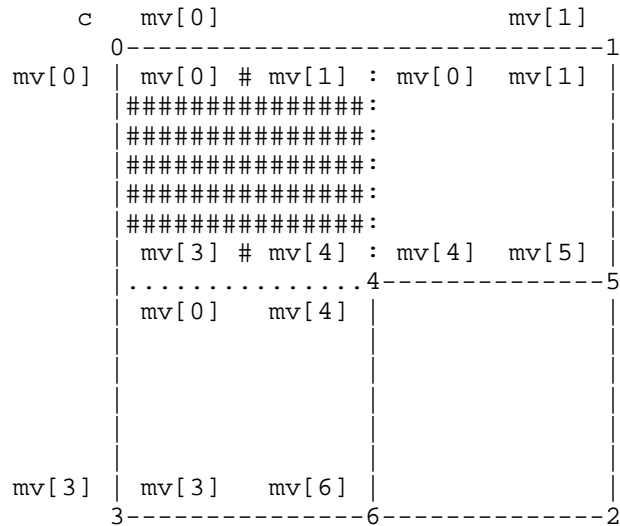 c   mv[0]                  mv[1]
      0------------------------------1
mv[0] | mv[0] # mv[1] : mv[0]  mv[1] |
      |###############:              |
      |###############:              |
      |###############:              |
      |###############:              |
      |###############:              |
      | mv[3] # mv[4] : mv[4]  mv[5] |
      |...............4--------------5
      | mv[0]   mv[4] |              |
      |               |              |
      |               |              |
      |               |              |
      |               |              |
      |               |              |
mv[3] | mv[3]   mv[6] |              |
      3---------------6--------------2